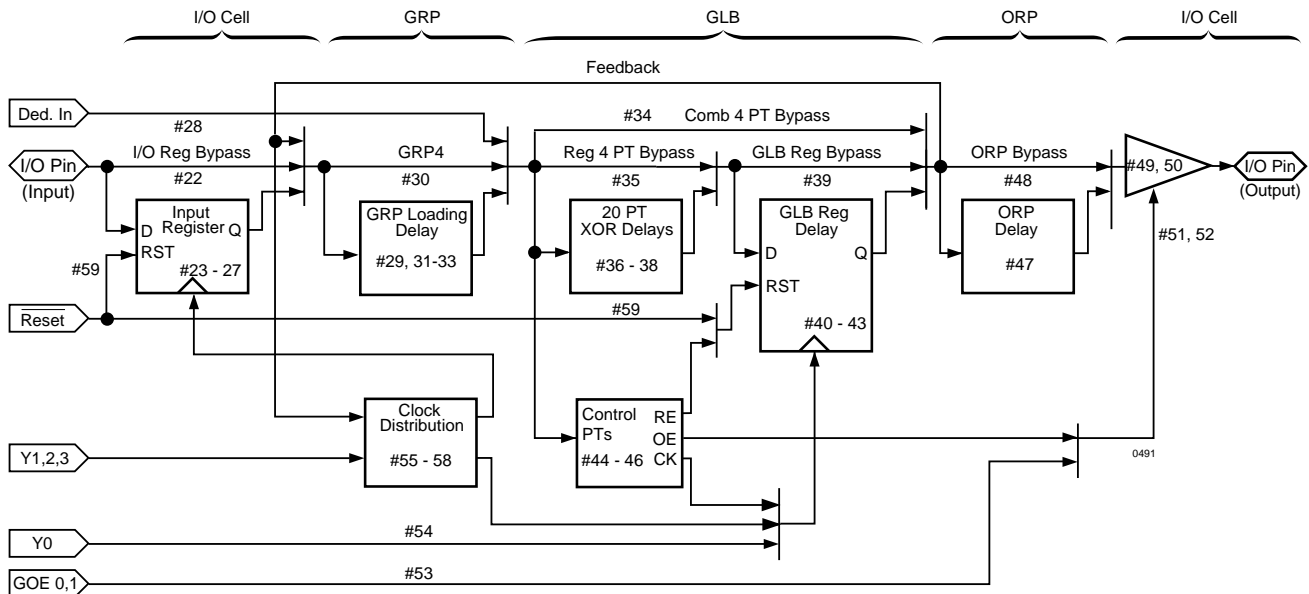 I/O Cell
GRP
GLB
ORP
I/O Cell
Feedback
Ded. In
#28
#34
Comb 4 PT Bypass
I/O Pin
(Input)
I/O Reg Bypass
#22
GRP4
#30
Reg 4 PT Bypass
#35
GLB Reg Bypass
#39
ORP Bypass
#48
#49, 50
I/O Pin
(Output)
Input
Register
D
Q
RST
#23 - 27
#59
GRP Loading
Delay
#29, 31-33
20 PT
XOR Delays
#36 - 38
GLB Reg
Delay
D
Q
RST
#40 - 43
ORP
Delay
#47
#51, 52
Reset
#59
Clock
Distribution
#55 - 58
Control
PTs
#44 - 46
RE
OE
CK
0491
Y1,2,3
Y0
#54
GOE 0,1
#53